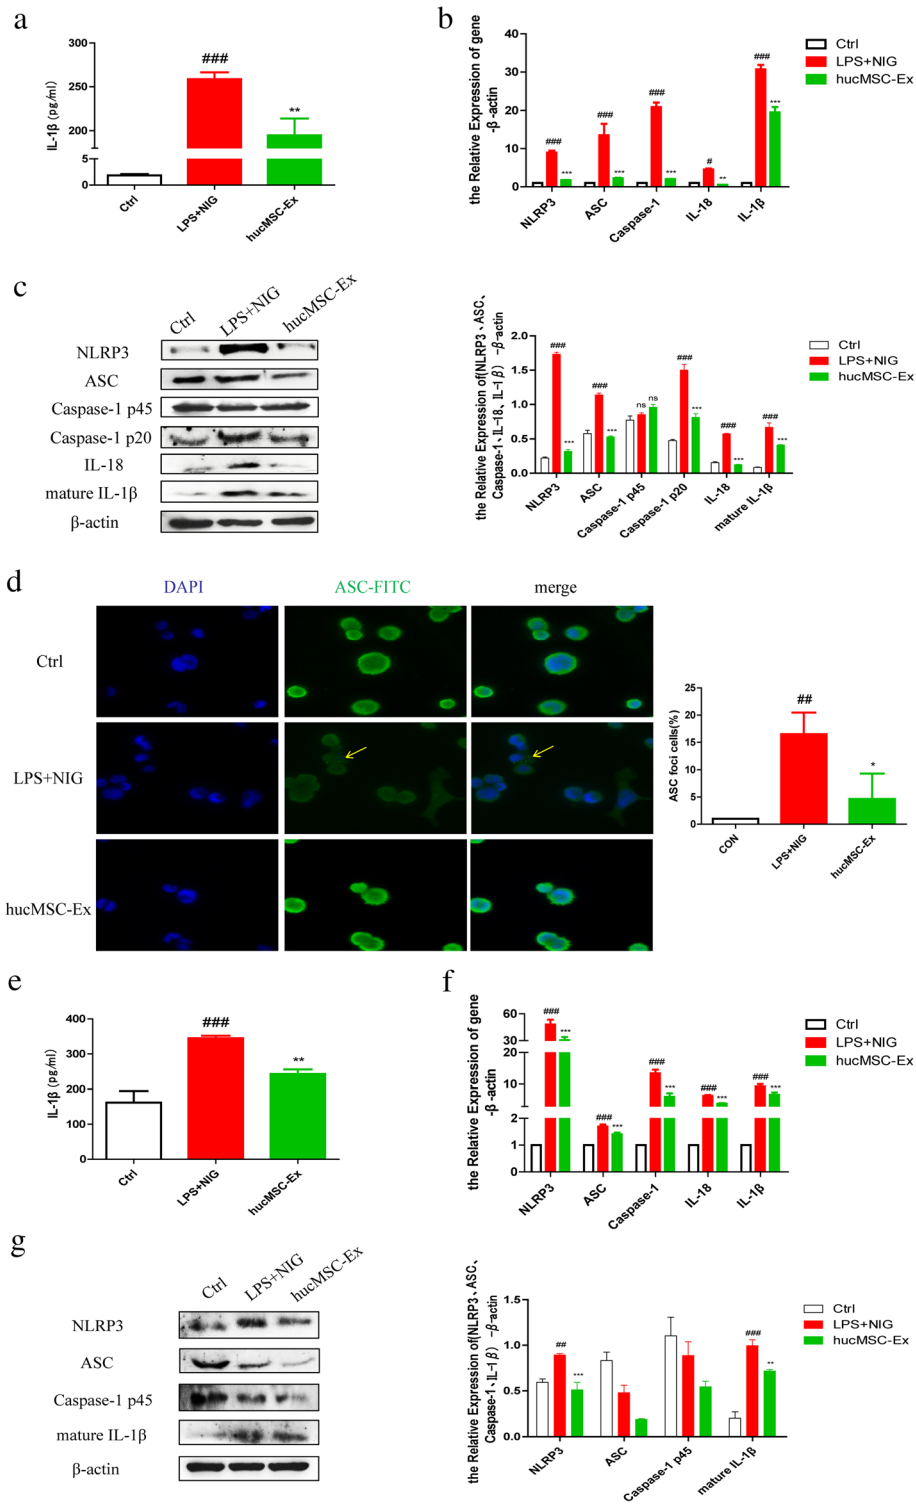 a
IL-1β (pg/ml)
300
250
200
5
0
###
**
Ctrl
LPS+NIG
hucMSC-Ex
b
the Relative Expression of gene
-β-actin
40
30
20
10
0
###
***
###
***
###
***
#
**
###
***
NLRP3
ASC
Caspase-1
IL-18
IL-1β
Ctrl
LPS+NIG
hucMSC-Ex
c
Ctrl
LPS+NIG
hucMSC-Ex
NLRP3
ASC
Caspase-1 p45
Caspase-1 p20
IL-18
mature IL-1β
β-actin
the Relative Expression of(NLRP3、ASC、
Caspase-1、IL-18、IL-1β） -β-actin
2.0
1.5
1.0
0.5
0.0
###
***
###
***
ns
ns
###
***
###
***
###
***
NLRP3
ASC
Caspase-1 p45
Caspase-1 p20
IL-18
mature IL-1β
Ctrl
LPS+NIG
hucMSC-Ex
d
DAPI
ASC-FITC
merge
Ctrl
LPS+NIG
hucMSC-Ex
ASC foci cells(%)
25
20
15
10
5
0
##
*
CON
LPS+NIG
hucMSC-Ex
e
IL-1β (pg/ml)
400
300
200
100
0
###
**
Ctrl
LPS+NIG
hucMSC-Ex
f
the Relative Expression of gene
-β-actin
60
30
20
10
2
1
0
###
***
###
***
###
***
###
***
###
***
NLRP3
ASC
Caspase-1
IL-18
IL-1β
Ctrl
LPS+NIG
hucMSC-Ex
g
Ctrl
LPS+NIG
hucMSC-Ex
NLRP3
ASC
Caspase-1 p45
mature IL-1β
β-actin
the Relative Expression of(NLRP3、ASC、
Caspase-1、IL-1β） -β-actin
1.5
1.0
0.5
0.0
##
***
###
**
NLRP3
ASC
Caspase-1 p45
mature IL-1β
Ctrl
LPS+NIG
hucMSC-Ex